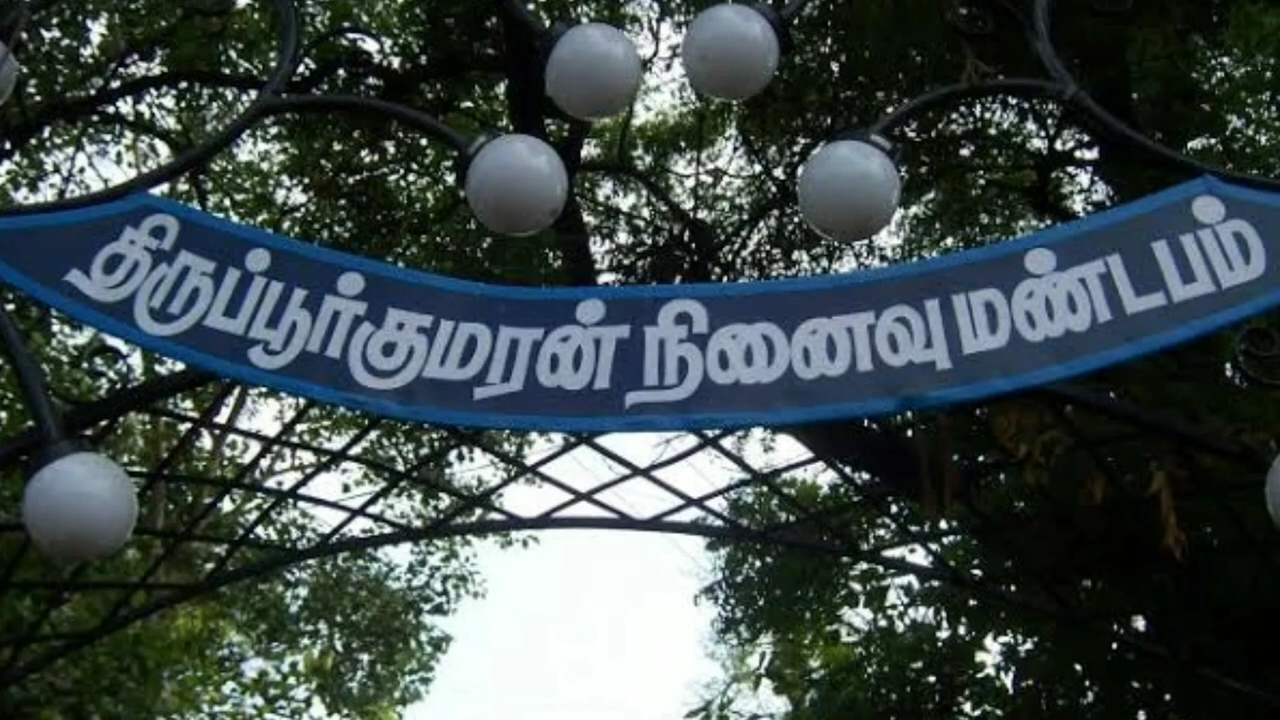 திருப்பூர்குமரன் நினைவு மண்டபம்